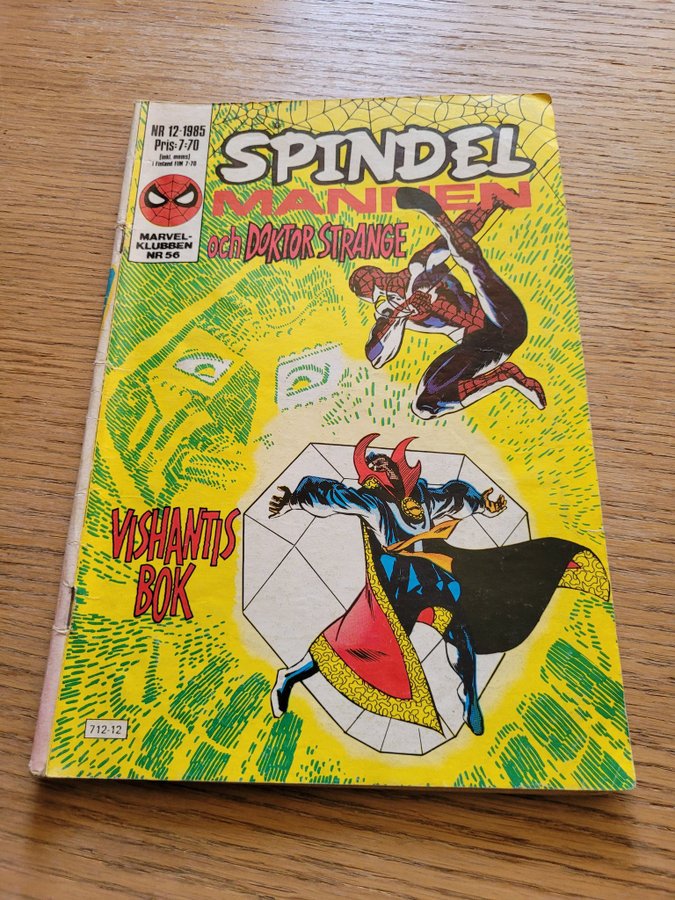 NR 12-1985
Pris: 7:70
(inkl. moms)
i Finland FIM 7:70
MARVEL-
KLUBBEN
NR 56
SPINDEL
MANNEN
och DOKTOR STRANGE
VISHANTIS
BOK
712-12